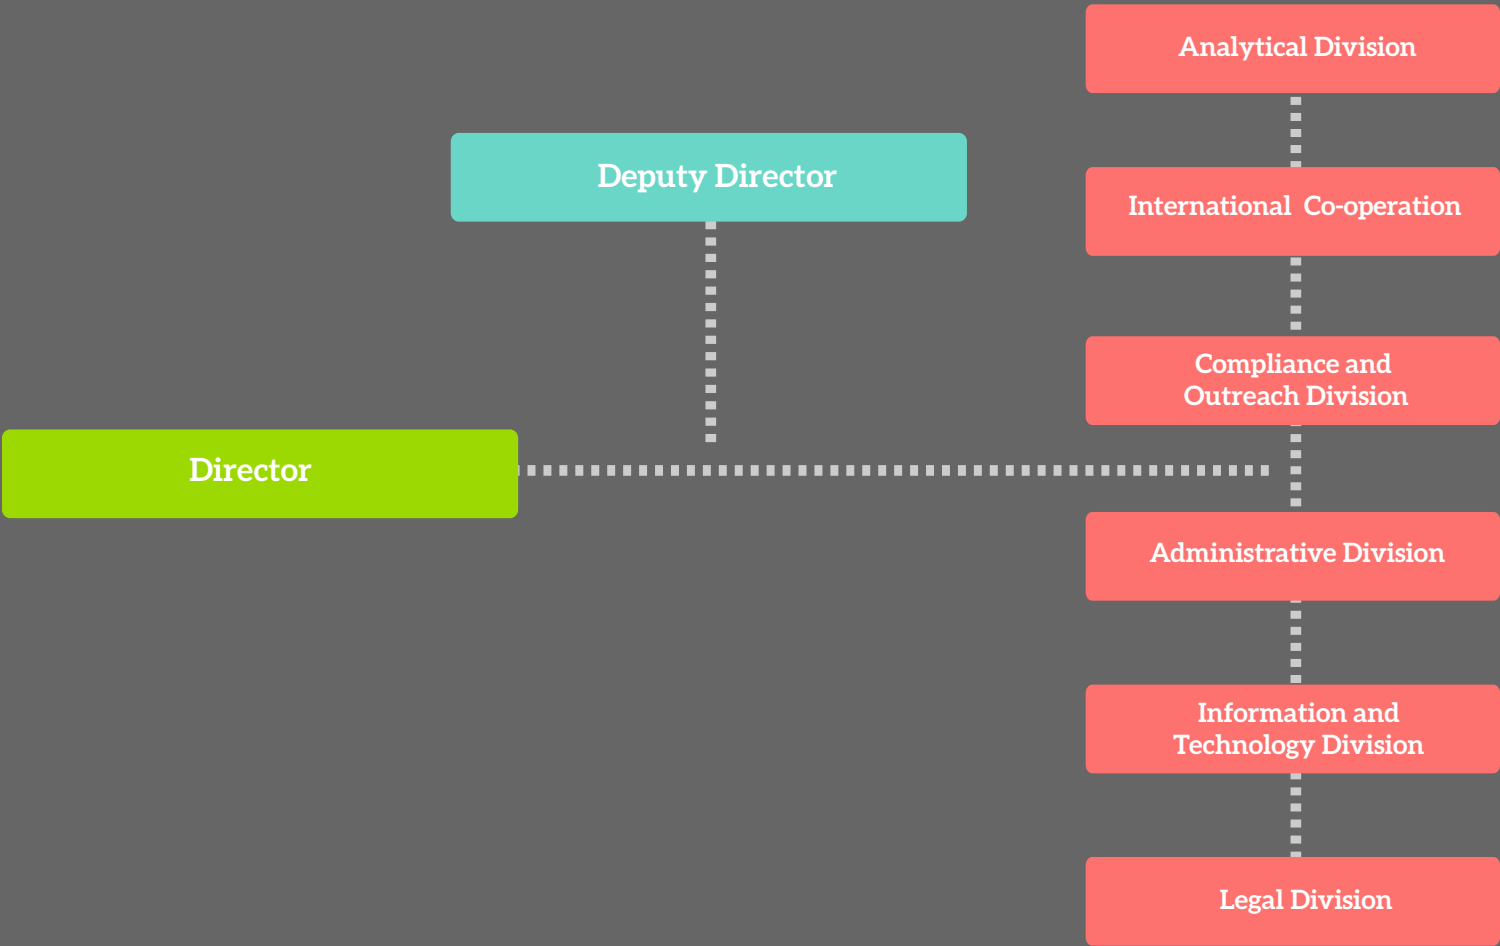 Analytical Division
Deputy Director
International Co-operation
Compliance and
Outreach Division
Director
Administrative Division
Information and
Technology Division
Legal Division